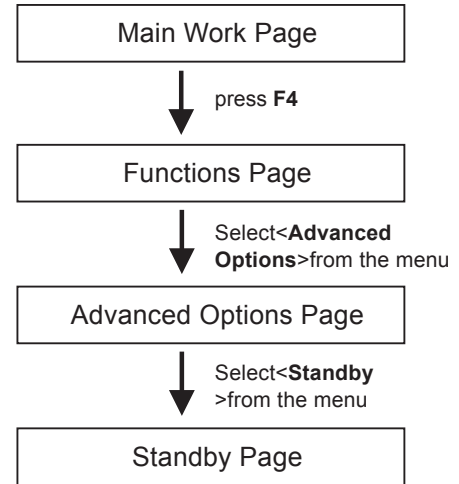 Main Work Page
press F4
Functions Page
Select<Advanced
Options>from the menu
Advanced Options Page
Select<Standby
>from the menu
Standby Page